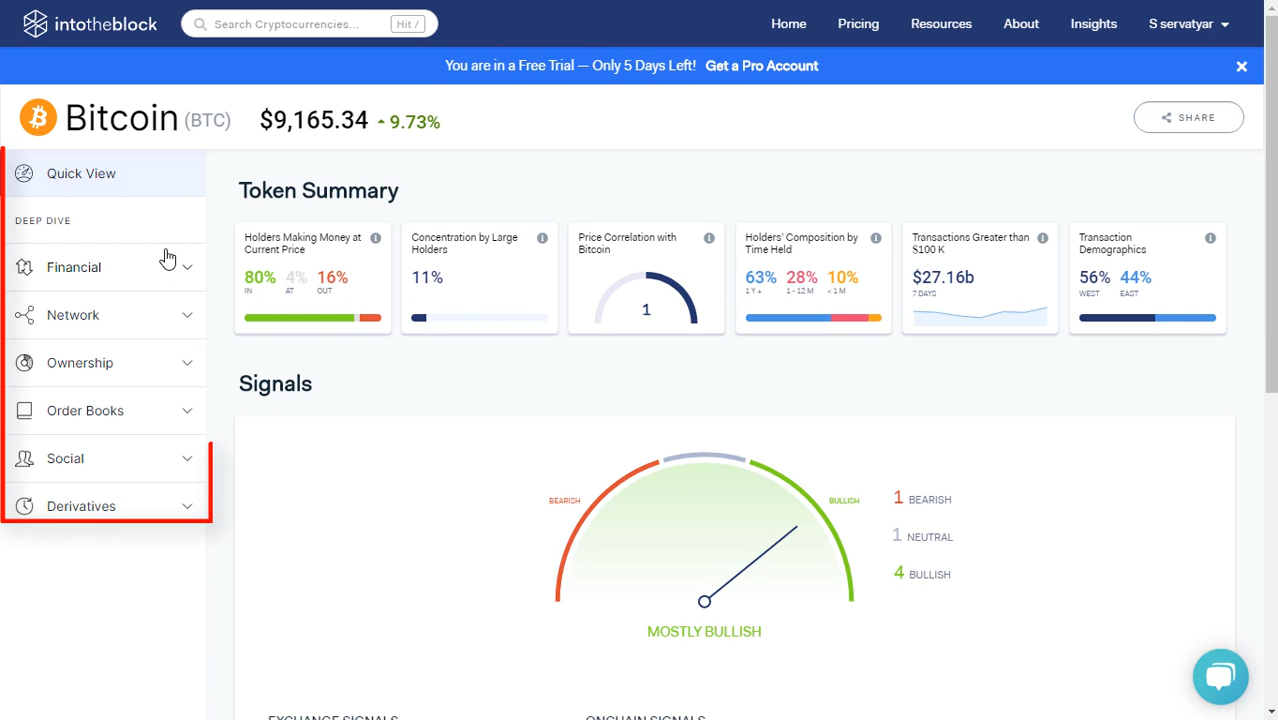 intotheblock
Search Cryptocurrencies...
Hit /
Home
Pricing
Resources
About
Insights
S servatyar
You are in a Free Trial — Only 5 Days Left! Get a Pro Account
Bitcoin (BTC)
$9,165.34
9.73%
SHARE
Quick View
DEEP DIVE
Financial
Network
Ownership
Order Books
Social
Derivatives
Token Summary
Holders Making Money at
Current Price
80% 4% 16%
IN AT OUT
Concentration by Large
Holders
11%
Price Correlation with
Bitcoin
1
Holders' Composition by
Time Held
63% 28% 10%
1 Y + 1 - 12 M < 1 M
Transactions Greater than
$100 K
$27.16b
7 DAYS
Transaction
Demographics
56% 44%
WEST EAST
Signals
BEARISH
BULLISH
MOSTLY BULLISH
1 BEARISH
1 NEUTRAL
4 BULLISH
EXCHANGE SIGNALS
ONCHAIN SIGNALS